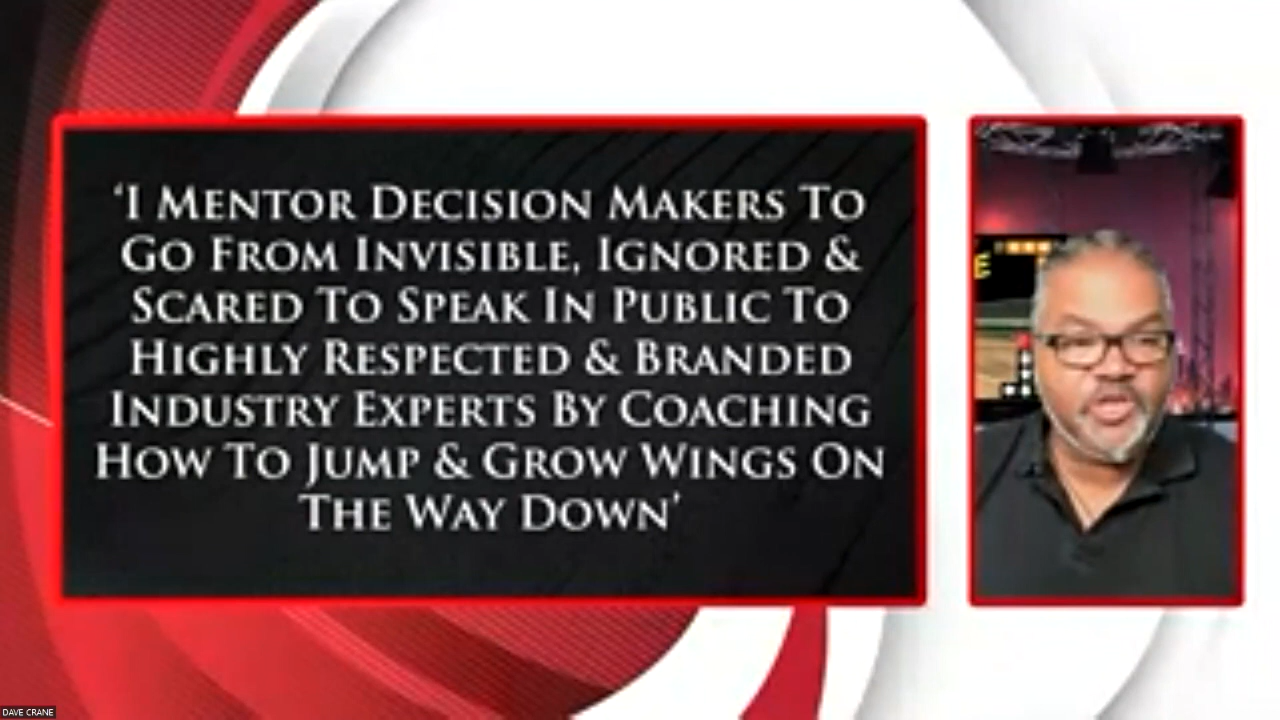 ‘I Mentor Decision Makers To
Go From Invisible, Ignored &
Scared To Speak In Public To
Highly Respected & Branded
Industry Experts By Coaching
How To Jump & Grow Wings On
The Way Down’
E
DAVE CRANE